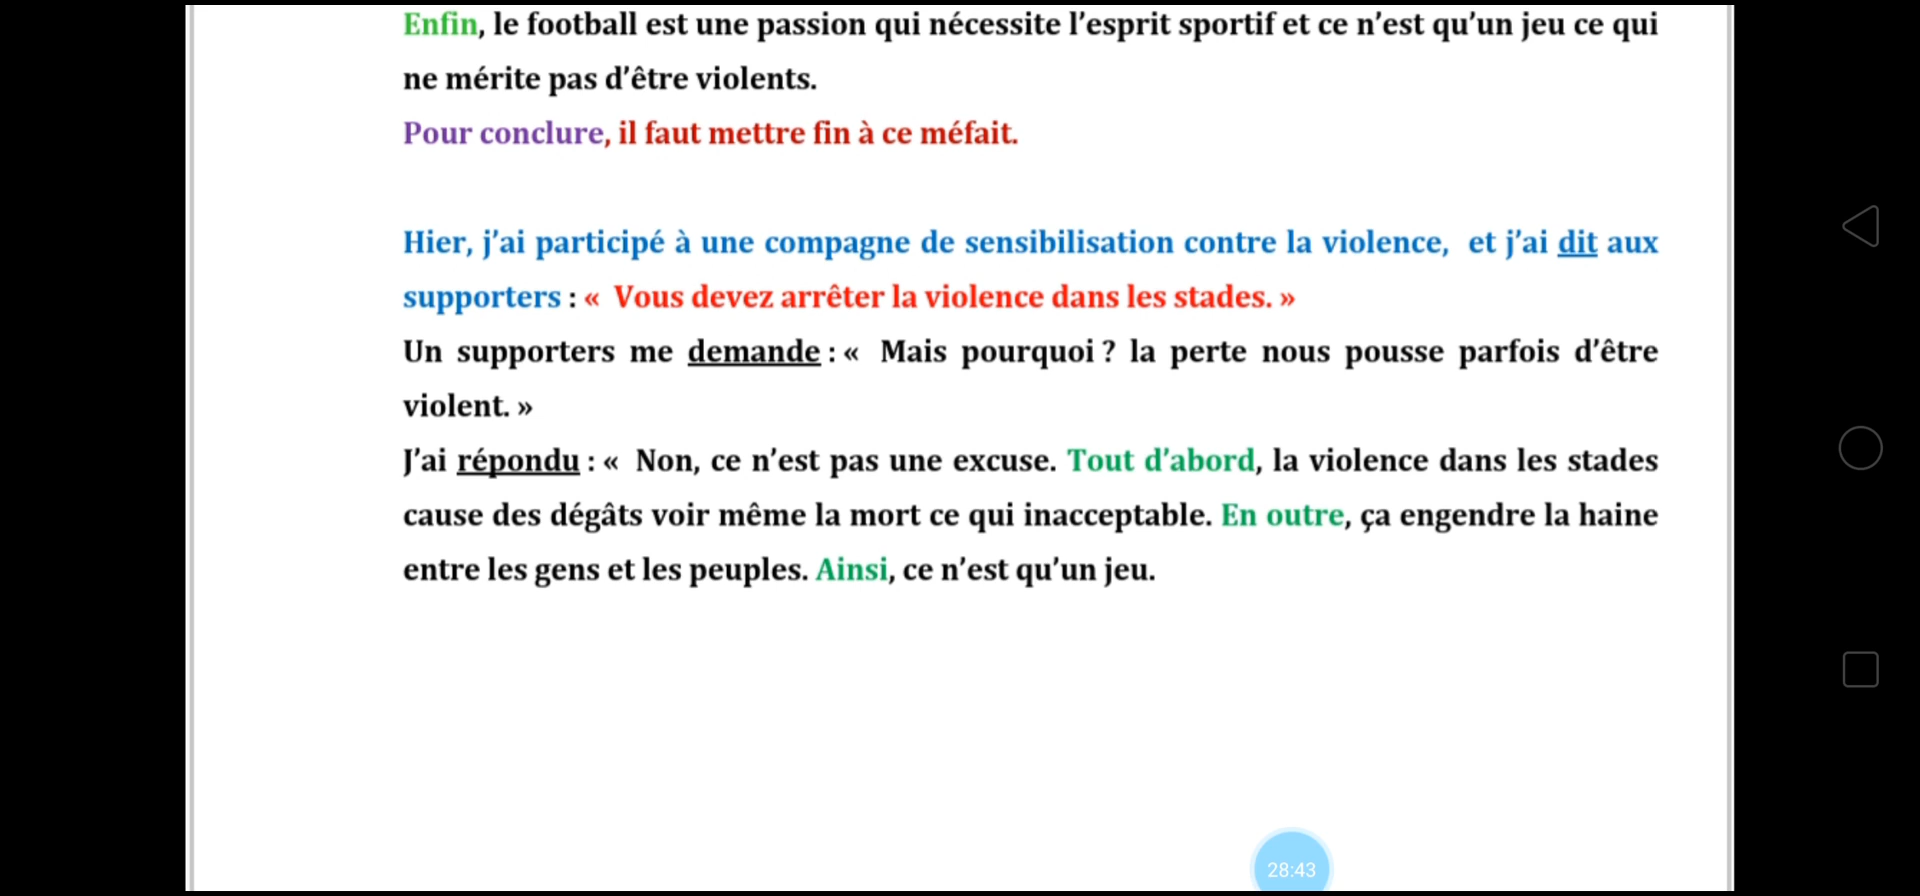 Enfin, le football est une passion qui nécessite l’esprit sportif et ce n’est qu’un jeu ce qui
ne mérite pas d’être violents.
Pour conclure, il faut mettre fin à ce méfait.
Hier, j’ai participé à une compagne de sensibilisation contre la violence,  et j’ai dit aux
supporters : «  Vous devez arrêter la violence dans les stades. »
Un supporters me demande : «  Mais pourquoi ? la perte nous pousse parfois d’être
violent. »
J’ai répondu : «  Non, ce n’est pas une excuse. Tout d’abord, la violence dans les stades
cause des dégâts voir même la mort ce qui inacceptable. En outre, ça engendre la haine
entre les gens et les peuples. Ainsi, ce n’est qu’un jeu.
28:43